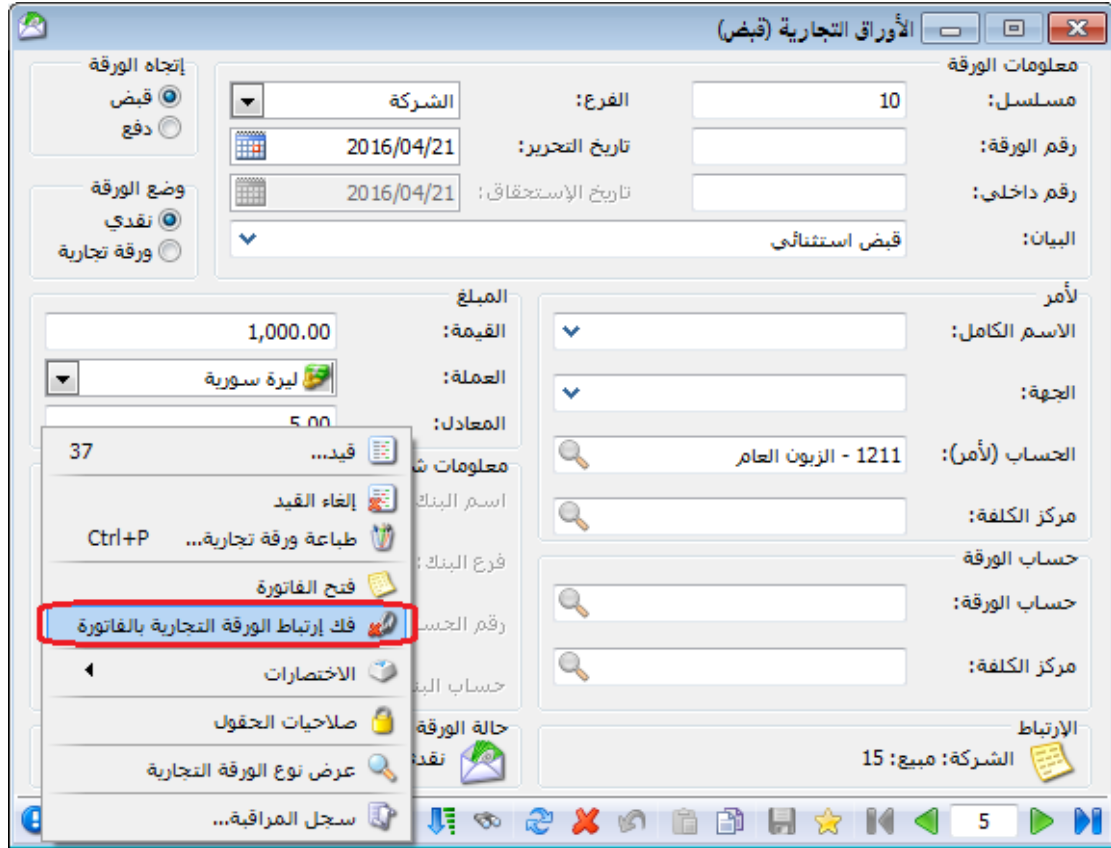 الأوراق التجارية (قبض)
معلومات الورقة
مسلسل: 10 الفرع: الشركة
رقم الورقة: تاريخ التحرير: 2016/04/21
رقم داخلي: تاريخ الإستحقاق: 2016/04/21
البيان: قبض استثنائي
إتجاه الورقة
قبض
دفع
وضع الورقة
نقدي
ورقة تجارية
لأمر
الاسم الكامل:
الجهة:
الحساب (لأمر): 1211 - الزبون العام
مركز الكلفة:
المبلغ
القيمة: 1,000.00
العملة: ليرة سورية
المعادل: 5.00
حساب الورقة
حساب الورقة:
مركز الكلفة:
معلومات
اسم البنك
فرع البنك:
رقم
حساب
الإرتباط
الشركة: مبيع: 15
حالة الورقة
قيد... 37
إلغاء القيد
طباعة ورقة تجارية... Ctrl+P
فتح الفاتورة
فك إرتباط الورقة التجارية بالفاتورة
الاختصارات
صلاحيات الحقول
عرض نوع الورقة التجارية
سجل المراقبة...
5